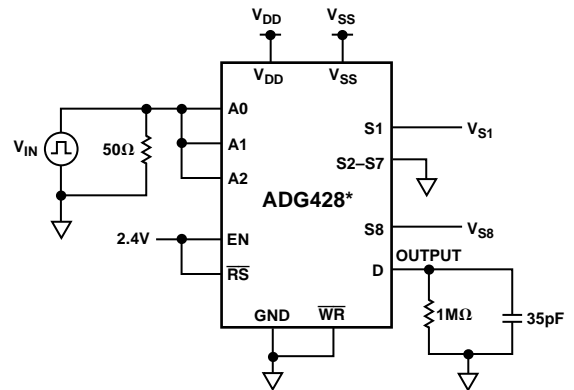 VDD VSS
VDD VSS
A0
A1
A2
VIN
50Ω
S1 VS1
S2–S7
ADG428*
S8 VS8
2.4V
EN
RS
OUTPUT
D
GND WR
1MΩ
35pF